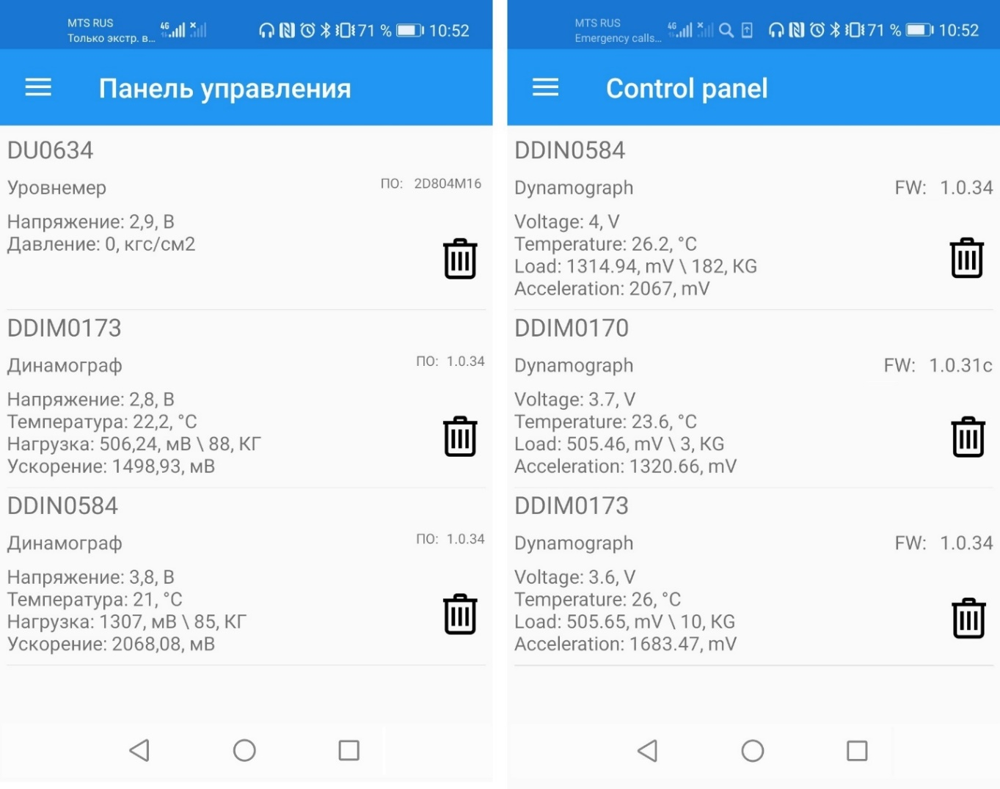 MTS RUS
Только экстр. в...
4G
71 %
10:52
Панель управления
DU0634
Уровнемер
ПО: 2D804M16
Напряжение: 2,9, В
Давление: 0, кгс/см2
DDIM0173
Динамограф
ПО: 1.0.34
Напряжение: 2,8, В
Температура: 22,2, °C
Нагрузка: 506,24, мВ \ 88, КГ
Ускорение: 1498,93, мВ
DDIN0584
Динамограф
ПО: 1.0.34
Напряжение: 3,8, В
Температура: 21, °C
Нагрузка: 1307, мВ \ 85, КГ
Ускорение: 2068,08, мВ
MTS RUS
Emergency calls...
4G
71 %
10:52
Control panel
DDIN0584
Dynamograph
FW: 1.0.34
Voltage: 4, V
Temperature: 26.2, °C
Load: 1314.94, mV \ 182, KG
Acceleration: 2067, mV
DDIM0170
Dynamograph
FW: 1.0.31c
Voltage: 3.7, V
Temperature: 23.6, °C
Load: 505.46, mV \ 3, KG
Acceleration: 1320.66, mV
DDIM0173
Dynamograph
FW: 1.0.34
Voltage: 3.6, V
Temperature: 26, °C
Load: 505.65, mV \ 10, KG
Acceleration: 1683.47, mV